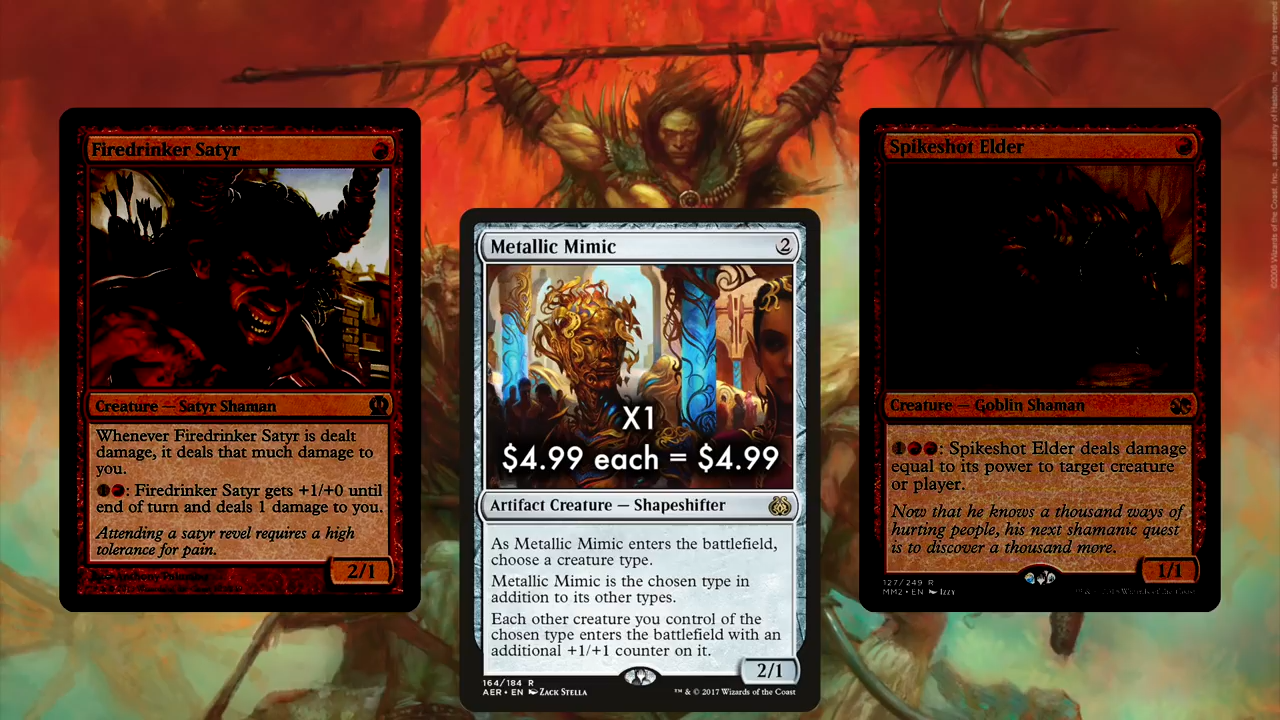 Firedrinker Satyr
Creature — Satyr Shaman
Whenever Firedrinker Satyr is dealt
damage, it deals that much damage to
you.
1R: Firedrinker Satyr gets +1/+0 until
end of turn and deals 1 damage to you.
Attending a satyr revel requires a high
tolerance for pain.
2/1
Metallic Mimic
2
X1
$4.99 each = $4.99
Artifact Creature — Shapeshifter
As Metallic Mimic enters the battlefield,
choose a creature type.
Metallic Mimic is the chosen type in
addition to its other types.
Each other creature you control of the
chosen type enters the battlefield with an
additional +1/+1 counter on it.
2/1
164/184 R
AER • EN ZACK STELLA
™ & © 2017 Wizards of the Coast
Spikeshot Elder
Creature — Goblin Shaman
1RR: Spikeshot Elder deals damage
equal to its power to target creature
or player.
Now that he knows a thousand ways of
hurting people, his next shamanic quest
is to discover a thousand more.
1/1
127/249 R
MM2 • EN Izzy